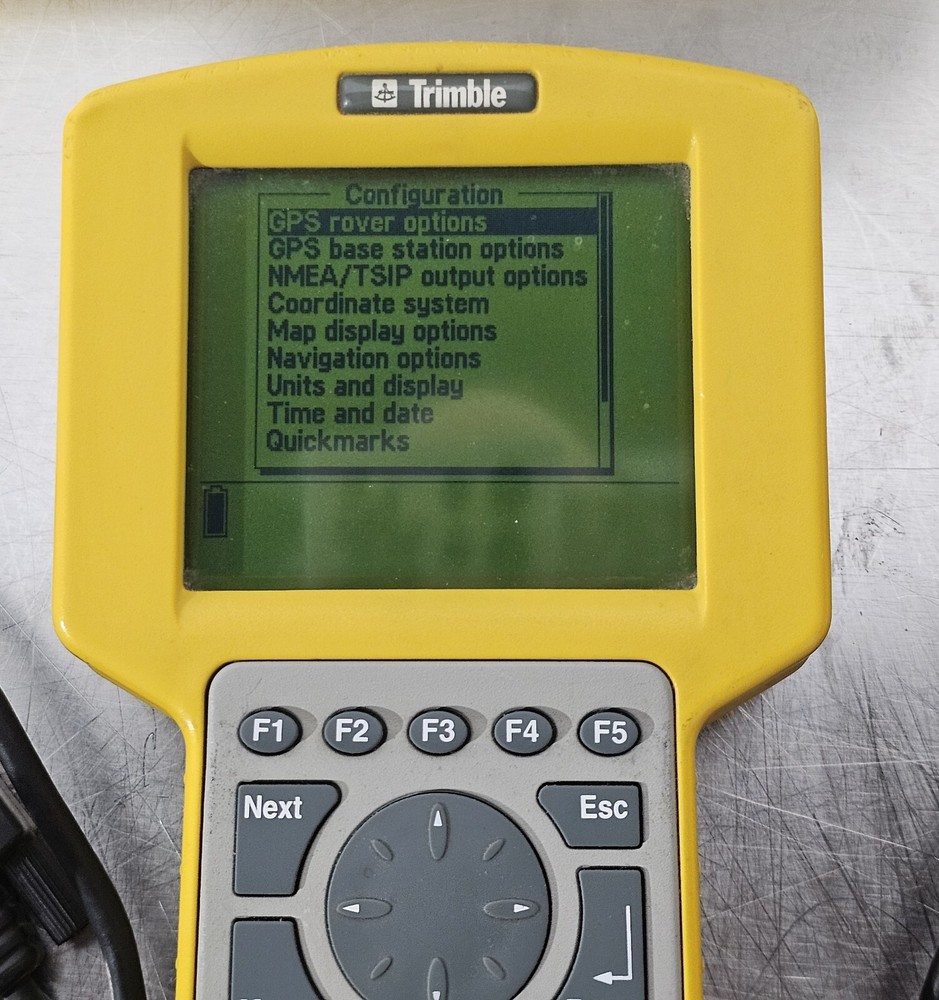 Trimble
Configuration
GPS rover options
GPS base station options
NMEA/TSIP output options
Coordinate system
Map display options
Navigation options
Units and display
Time and date
Quickmarks
F1 F2 F3 F4 F5
Next Esc